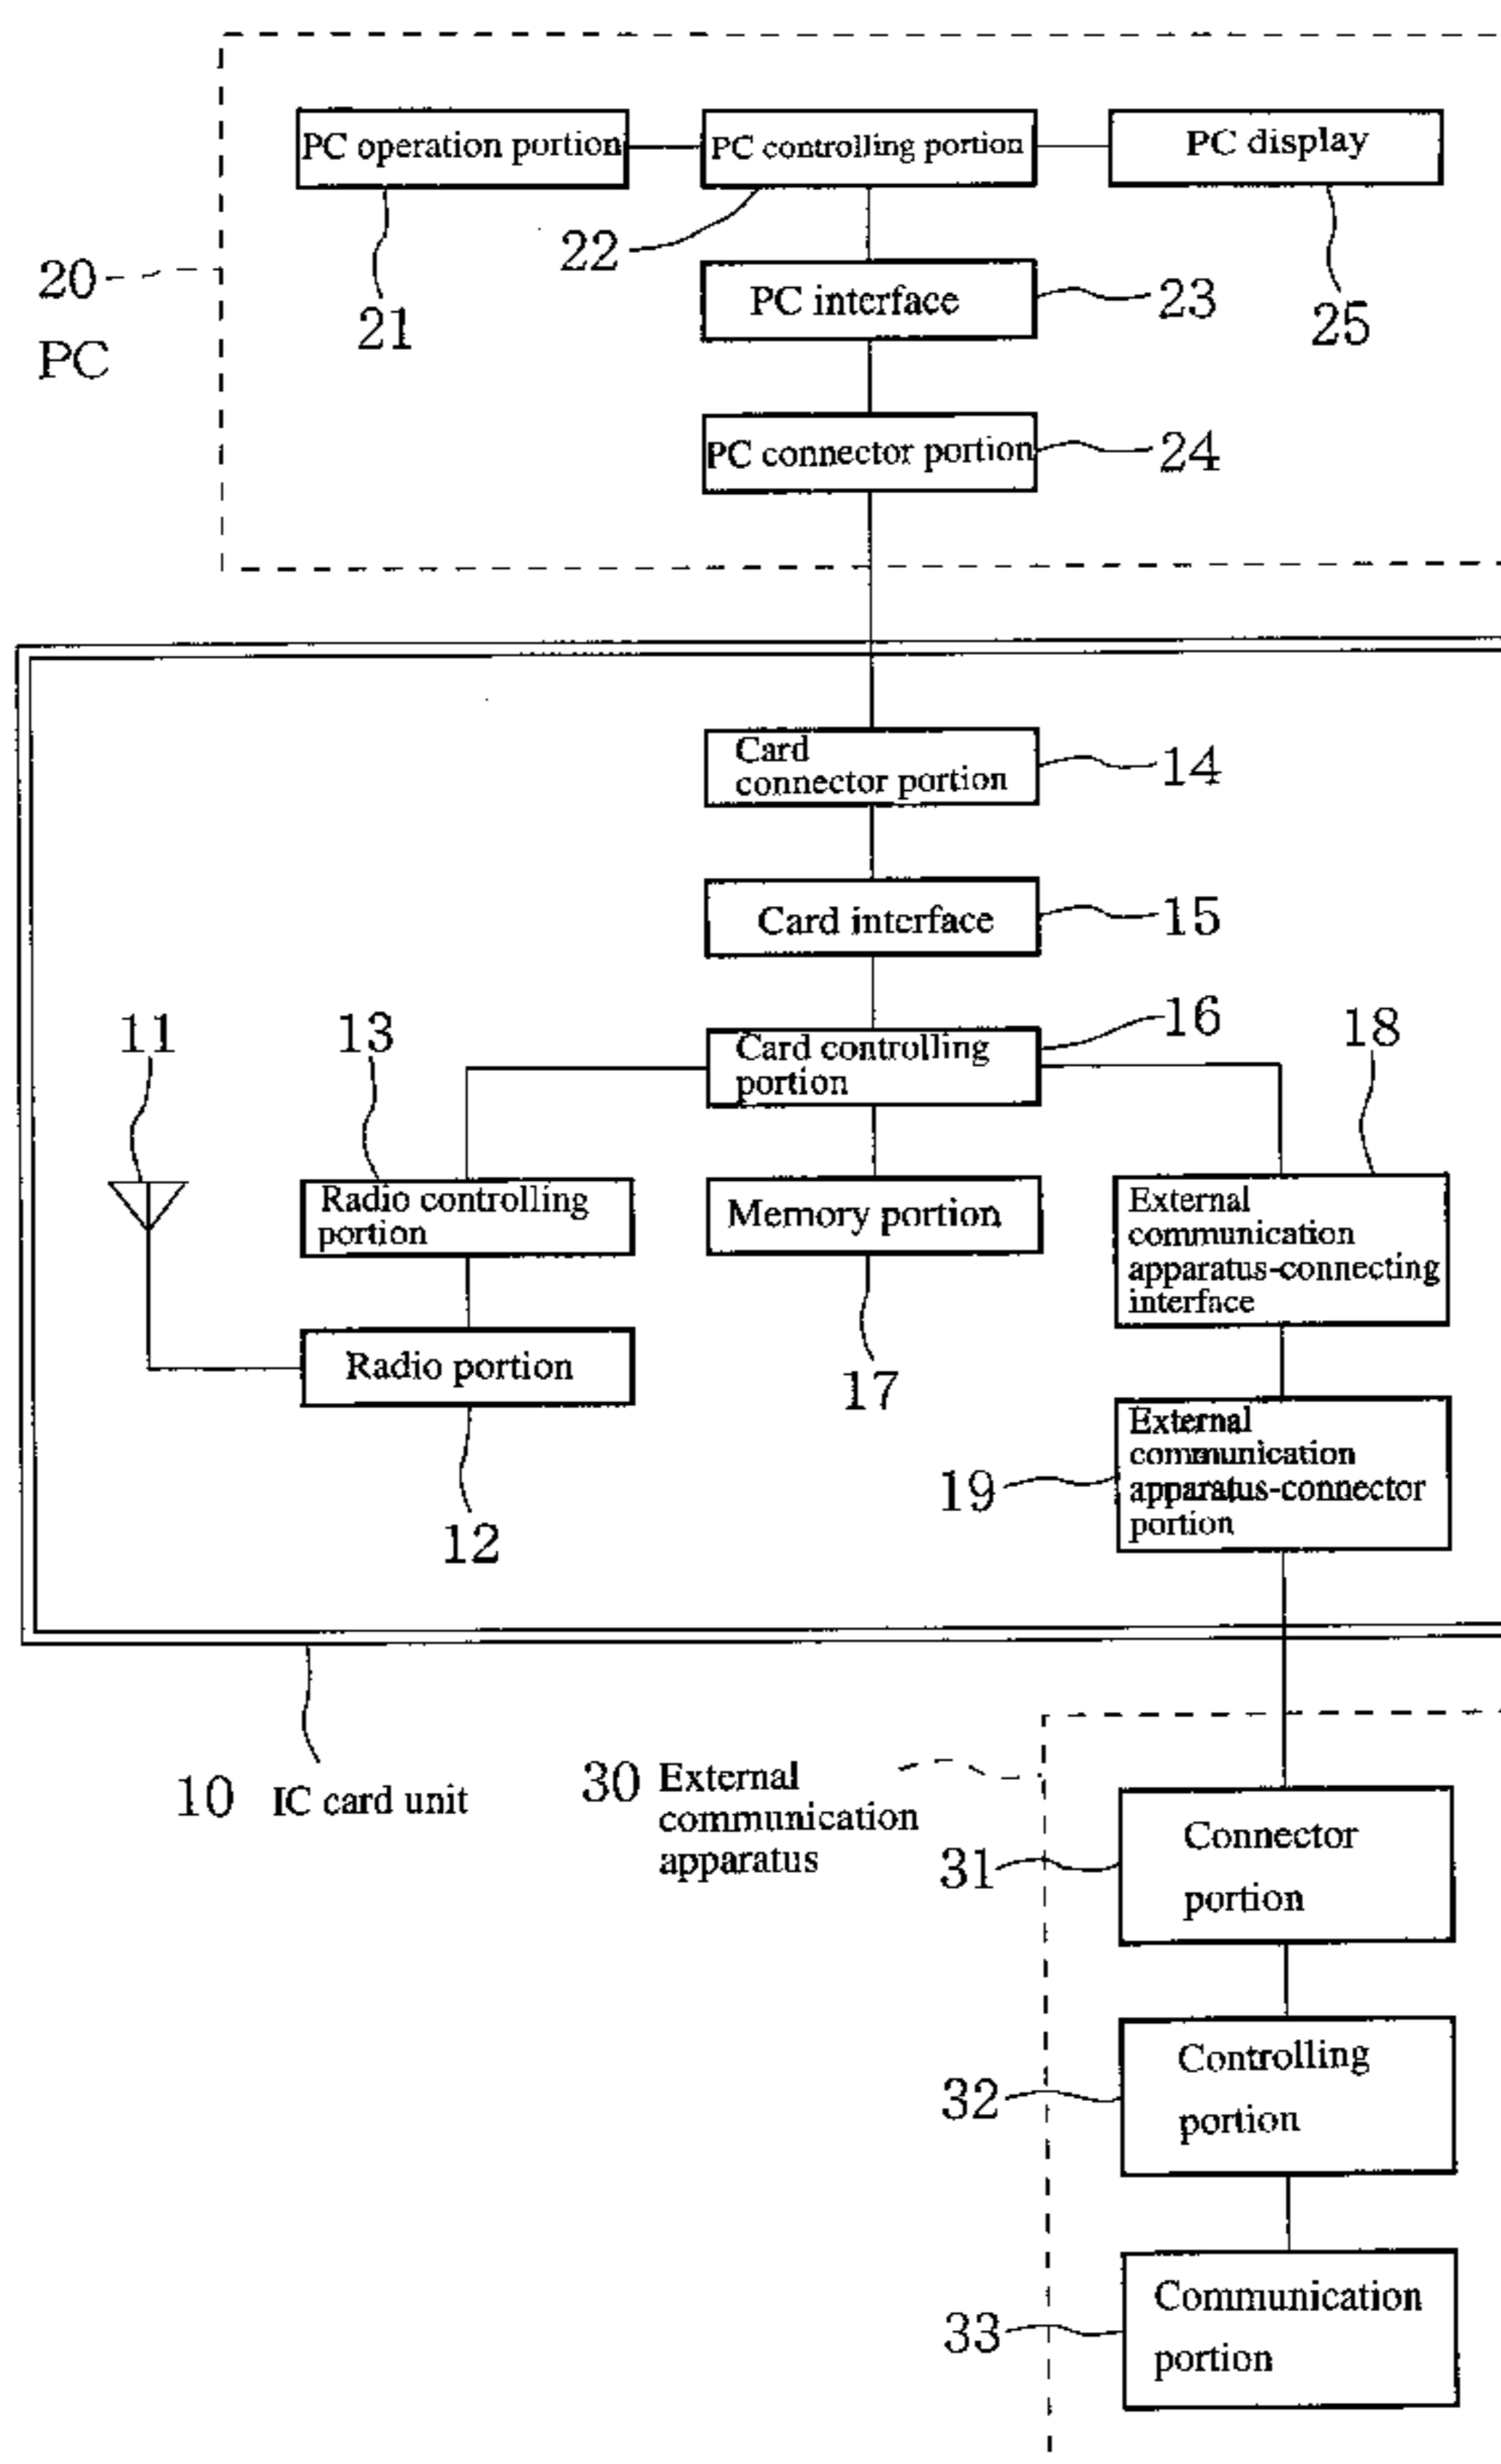 PC operation portion
PC controlling portion
PC display
22
20
21
PC interface
23
25
PC
PC connector portion
24
Card
connector portion
14
Card interface
15
11
13
Card controlling
portion
16
18
Radio controlling
portion
Memory portion
External
communication
apparatus-connecting
interface
Radio portion
17
External
communication
apparatus-connector
portion
19
12
10 IC card unit
30 External
communication
apparatus
31
Connector
portion
32
Controlling
portion
33
Communication
portion